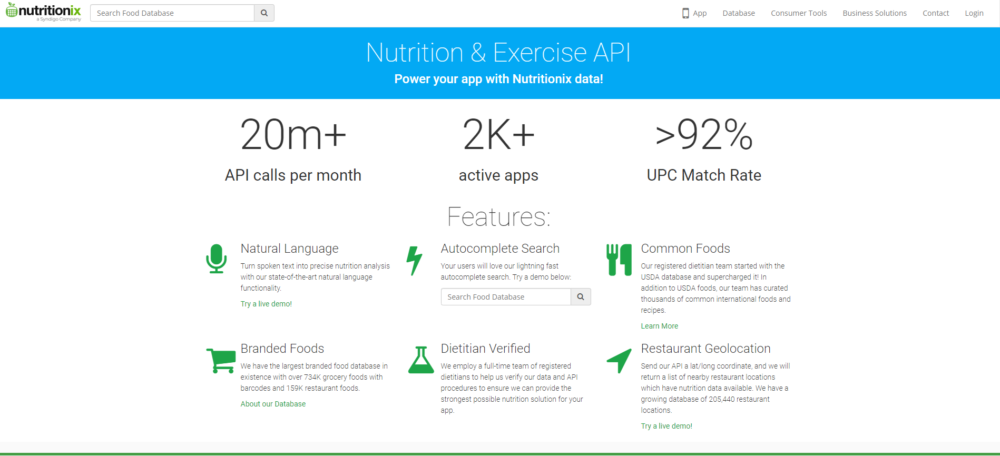 nutritionix
a Syndigo Company
Search Food Database
App
Database
Consumer Tools
Business Solutions
Contact
Login
Nutrition & Exercise API
Power your app with Nutritionix data!
20m+
API calls per month
2K+
active apps
>92%
UPC Match Rate
Features:
Natural Language
Turn spoken text into precise nutrition analysis
with our state-of-the-art natural language
functionality.
Try a live demo!
Autocomplete Search
Your users will love our lightning fast
autocomplete search. Try a demo below:
Search Food Database
Common Foods
Our registered dietitian team started with the
USDA database and supercharged it! In
addition to USDA foods, our team has curated
thousands of common international foods and
recipes.
Learn More
Branded Foods
We have the largest branded food database in
existence with over 734K grocery foods with
barcodes and 159K restaurant foods.
About our Database
Dietitian Verified
We employ a full-time team of registered
dietitians to help us verify our data and API
procedures to ensure we can provide the
strongest possible nutrition solution for your
app.
Restaurant Geolocation
Send our API a lat/long coordinate, and we will
return a list of nearby restaurant locations
which have nutrition data available. We have a
growing database of 205,440 restaurant
locations.
Try a live demo!